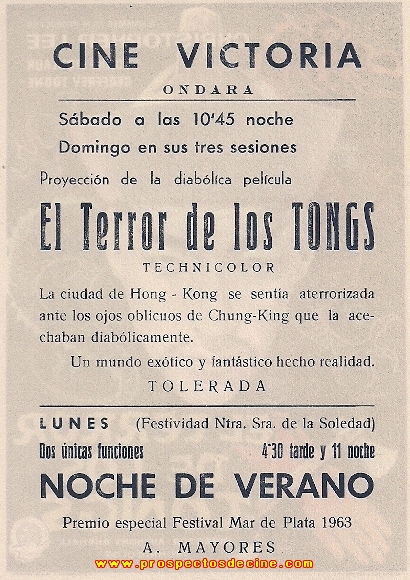 CINE VICTORIA
ONDARA
Sábado a las 10'45 noche
Domingo en sus tres sesiones
Proyección de la diabólica película
El Terror de los TONGS
TECHNICOLOR
La ciudad de Hong - Kong se sentía aterrorizada
ante los ojos oblicuos de Chung-King que la ace-
chaban diabólicamente.
Un mundo exótico y fantástico hecho realidad.
TOLERADA
LUNES (Festividad Ntra. Sra. de la Soledad)
Dos únicas funciones 4'30 tarde y 11 noche
NOCHE DE VERANO
Premio especial Festival Mar de Plata 1963
A. MAYORES
www.prospectosdecine.com